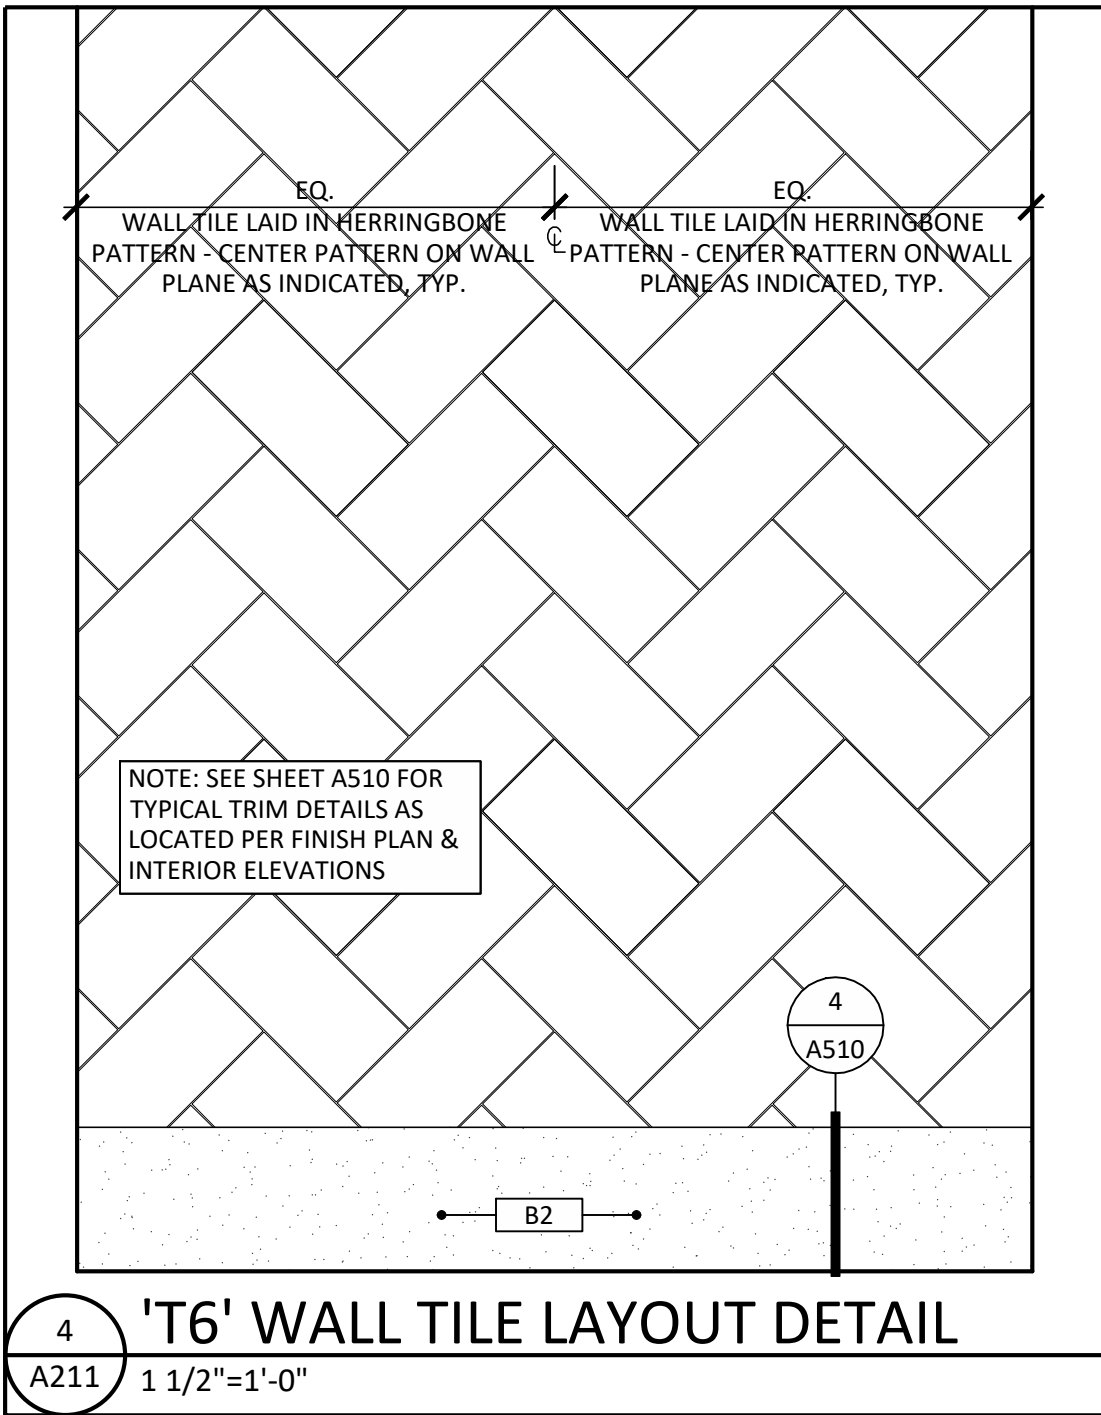 EQ.
WALL TILE LAID IN HERRINGBONE
PATTERN - CENTER PATTERN ON WALL
PLANE AS INDICATED, TYP.
℄
EQ.
WALL TILE LAID IN HERRINGBONE
PATTERN - CENTER PATTERN ON WALL
PLANE AS INDICATED, TYP.
NOTE: SEE SHEET A510 FOR
TYPICAL TRIM DETAILS AS
LOCATED PER FINISH PLAN &
INTERIOR ELEVATIONS
4
A510
B2
4
A211
'T6' WALL TILE LAYOUT DETAIL
1 1/2"=1'-0"